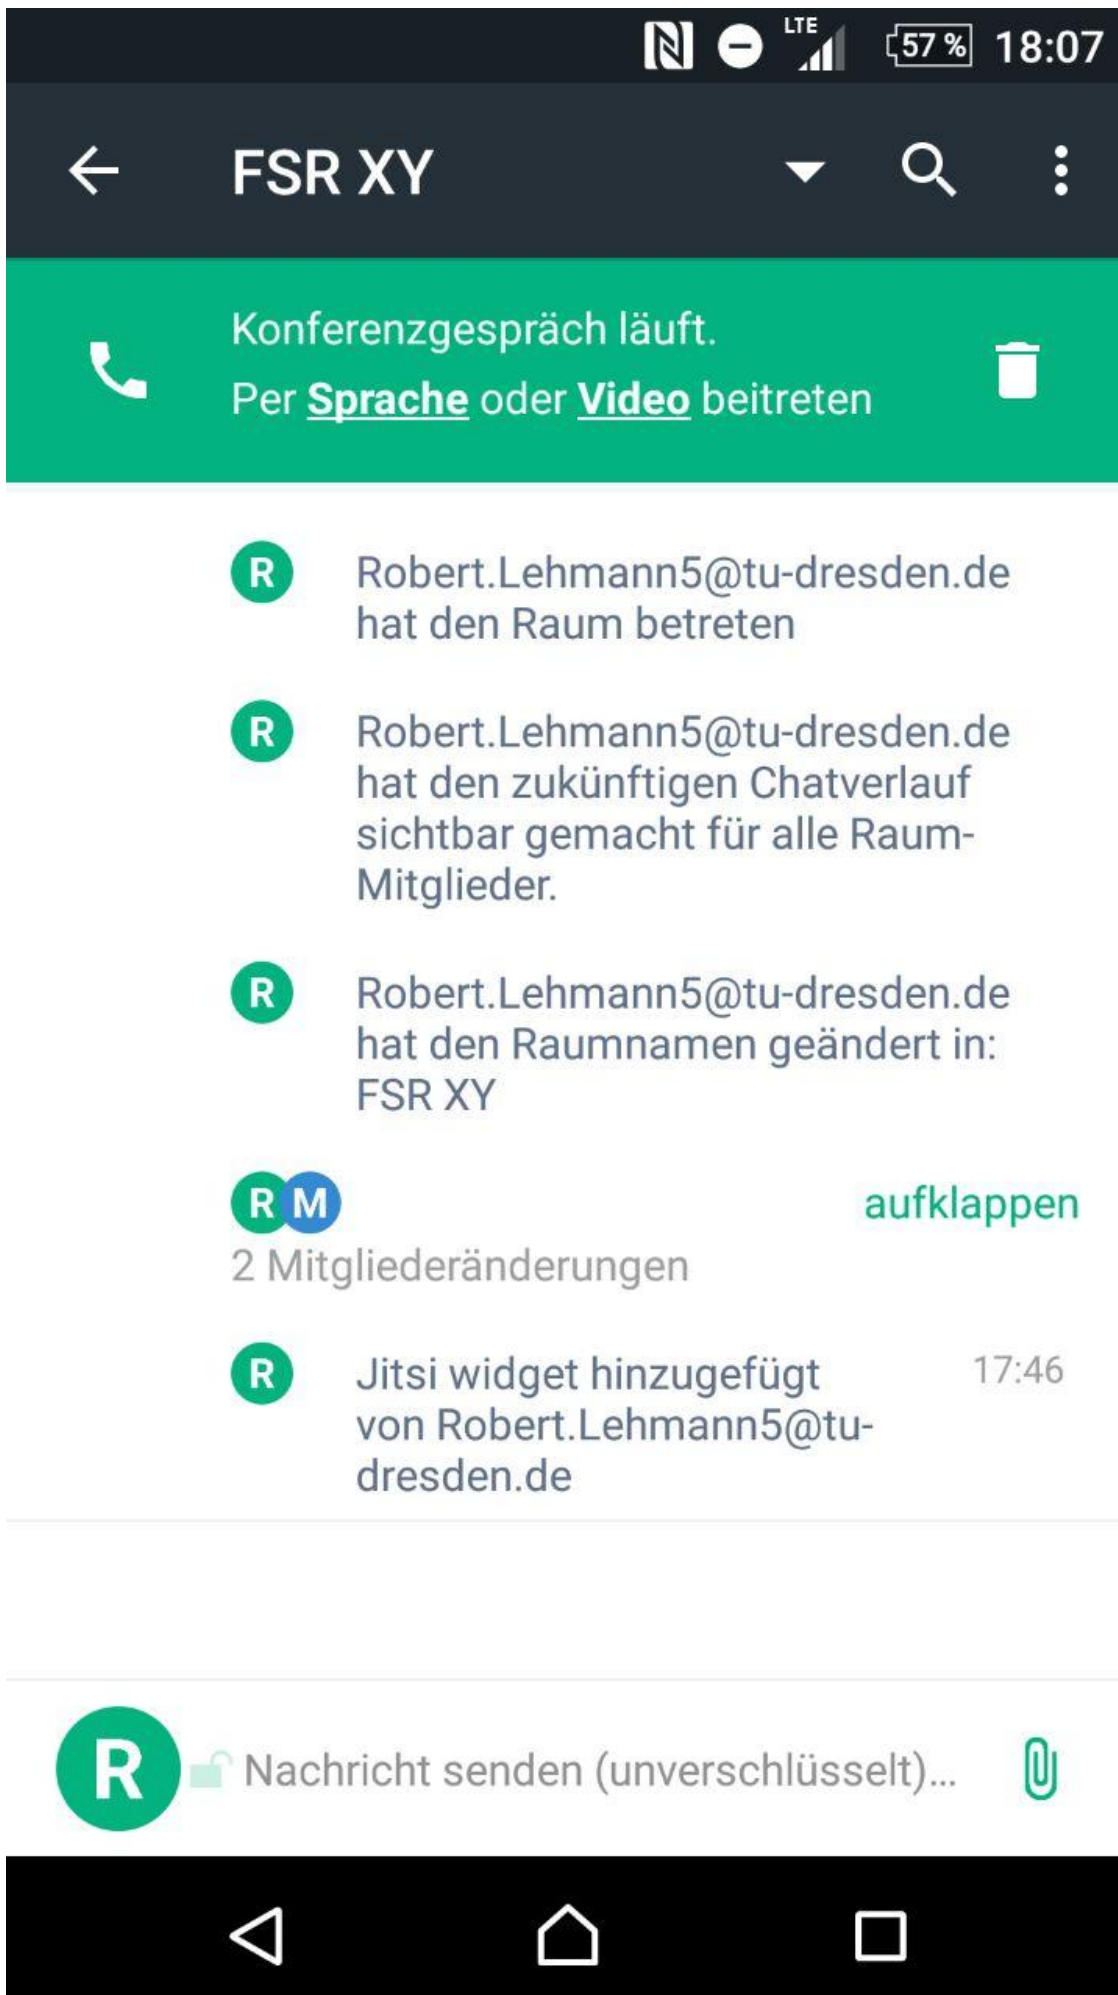 LTE
57 % 18:07
FSR XY
Konferenzgespräch läuft.
Per Sprache oder Video beitreten
R Robert.Lehmann5@tu-dresden.de
hat den Raum betreten
R Robert.Lehmann5@tu-dresden.de
hat den zukünftigen Chatverlauf
sichtbar gemacht für alle Raum-
Mitglieder.
R Robert.Lehmann5@tu-dresden.de
hat den Raumnamen geändert in:
FSR XY
R M aufklappen
2 Mitgliederänderungen
R Jitsi widget hinzugefügt 17:46
von Robert.Lehmann5@tu-
dresden.de
R Nachricht senden (unverschlüsselt)...